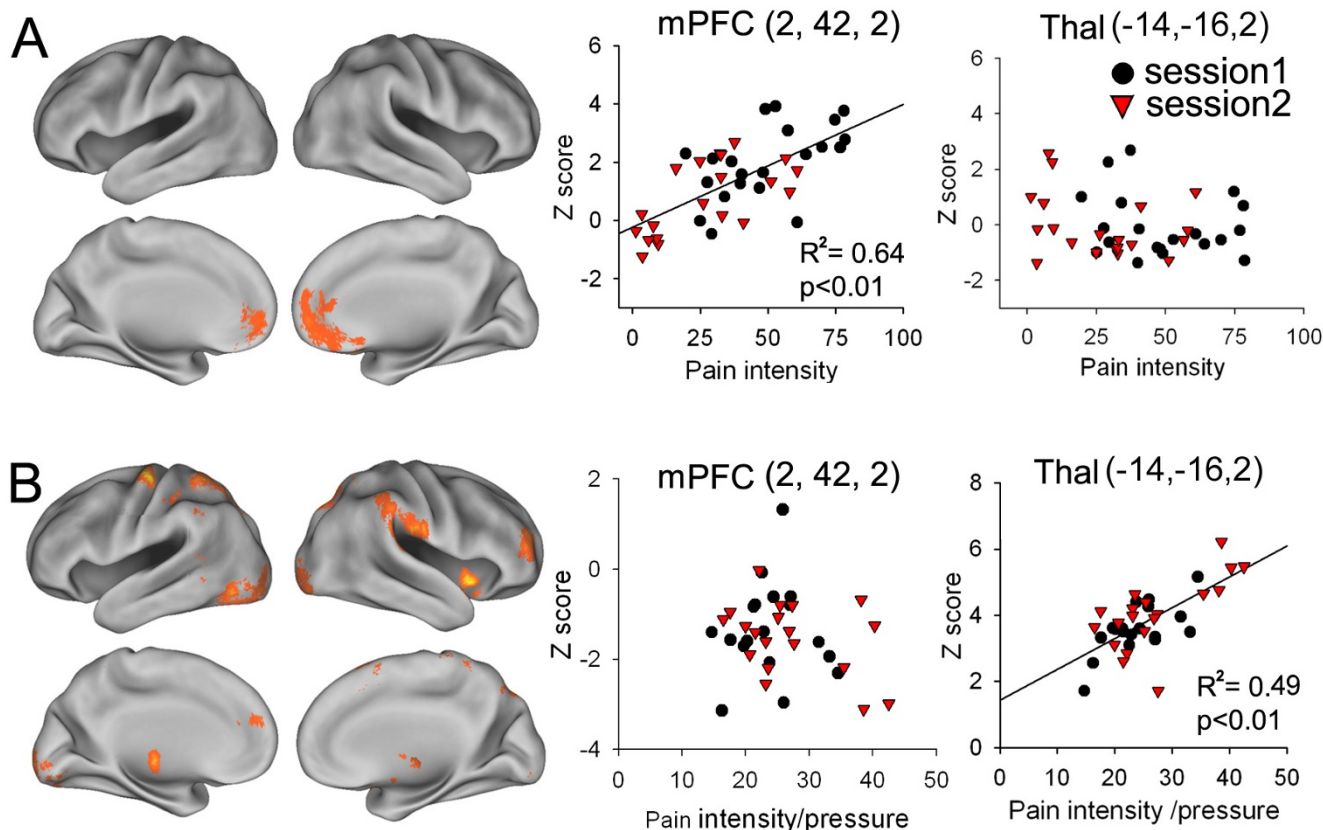 A
mPFC (2, 42, 2)
6
4
2
0
-2
Z score
0 25 50 75 100
Pain intensity
R²= 0.64
p<0.01
Thal (-14,-16,2)
session1
session2
6
4
2
0
-2
Z score
0 25 50 75 100
Pain intensity
B
mPFC (2, 42, 2)
2
0
-2
-4
Z score
0 10 20 30 40 50
Pain intensity/pressure
Thal (-14,-16,2)
8
6
4
2
0
Z score
0 10 20 30 40 50
Pain intensity /pressure
R²= 0.49
p<0.01